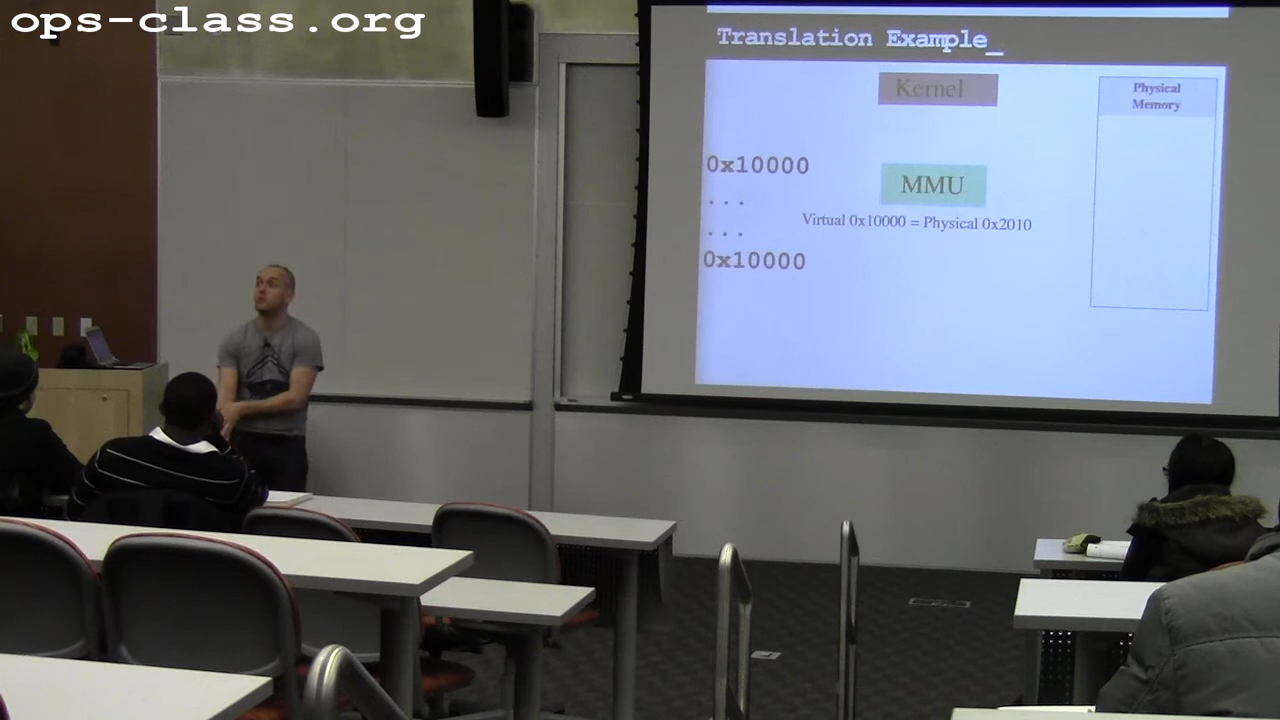 ops-class.org
Translation Example_
Kernel
Physical
Memory
0x10000
MMU
...
Virtual 0x10000 = Physical 0x2010
...
0x10000